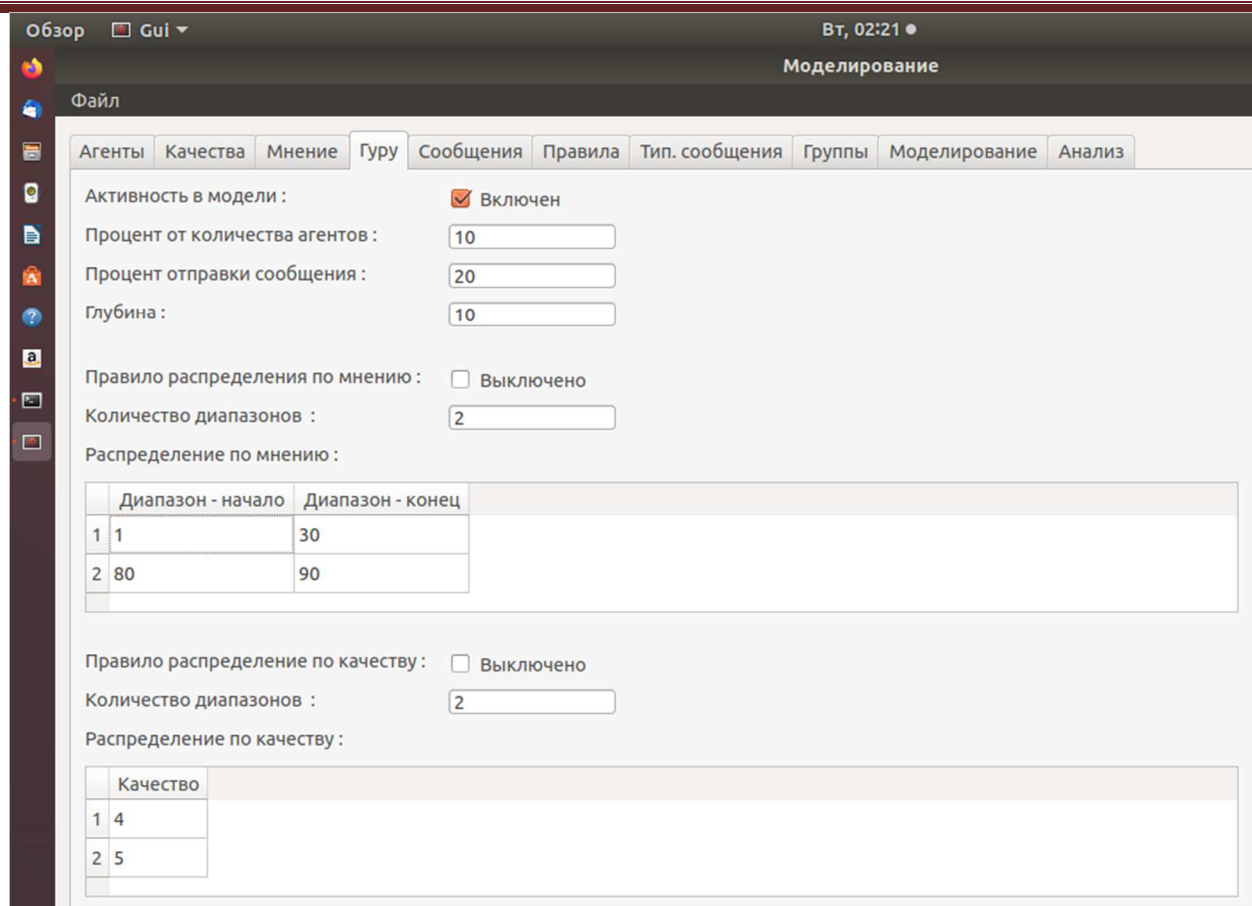 Обзор Gui Вт, 02:21
Моделирование
Файл
Агенты Качества Мнение Гуру Сообщения Правила Тип. сообщения Группы Моделирование Анализ
Активность в модели : Включен
Процент от количества агентов : 10
Процент отправки сообщения : 20
Глубина : 10
Правило распределения по мнению : Выключено
Количество диапазонов : 2
Распределение по мнению :
Диапазон - начало Диапазон - конец
1 1 30
2 80 90
Правило распределение по качеству : Выключено
Количество диапазонов : 2
Распределение по качеству :
Качество
1 4
2 5